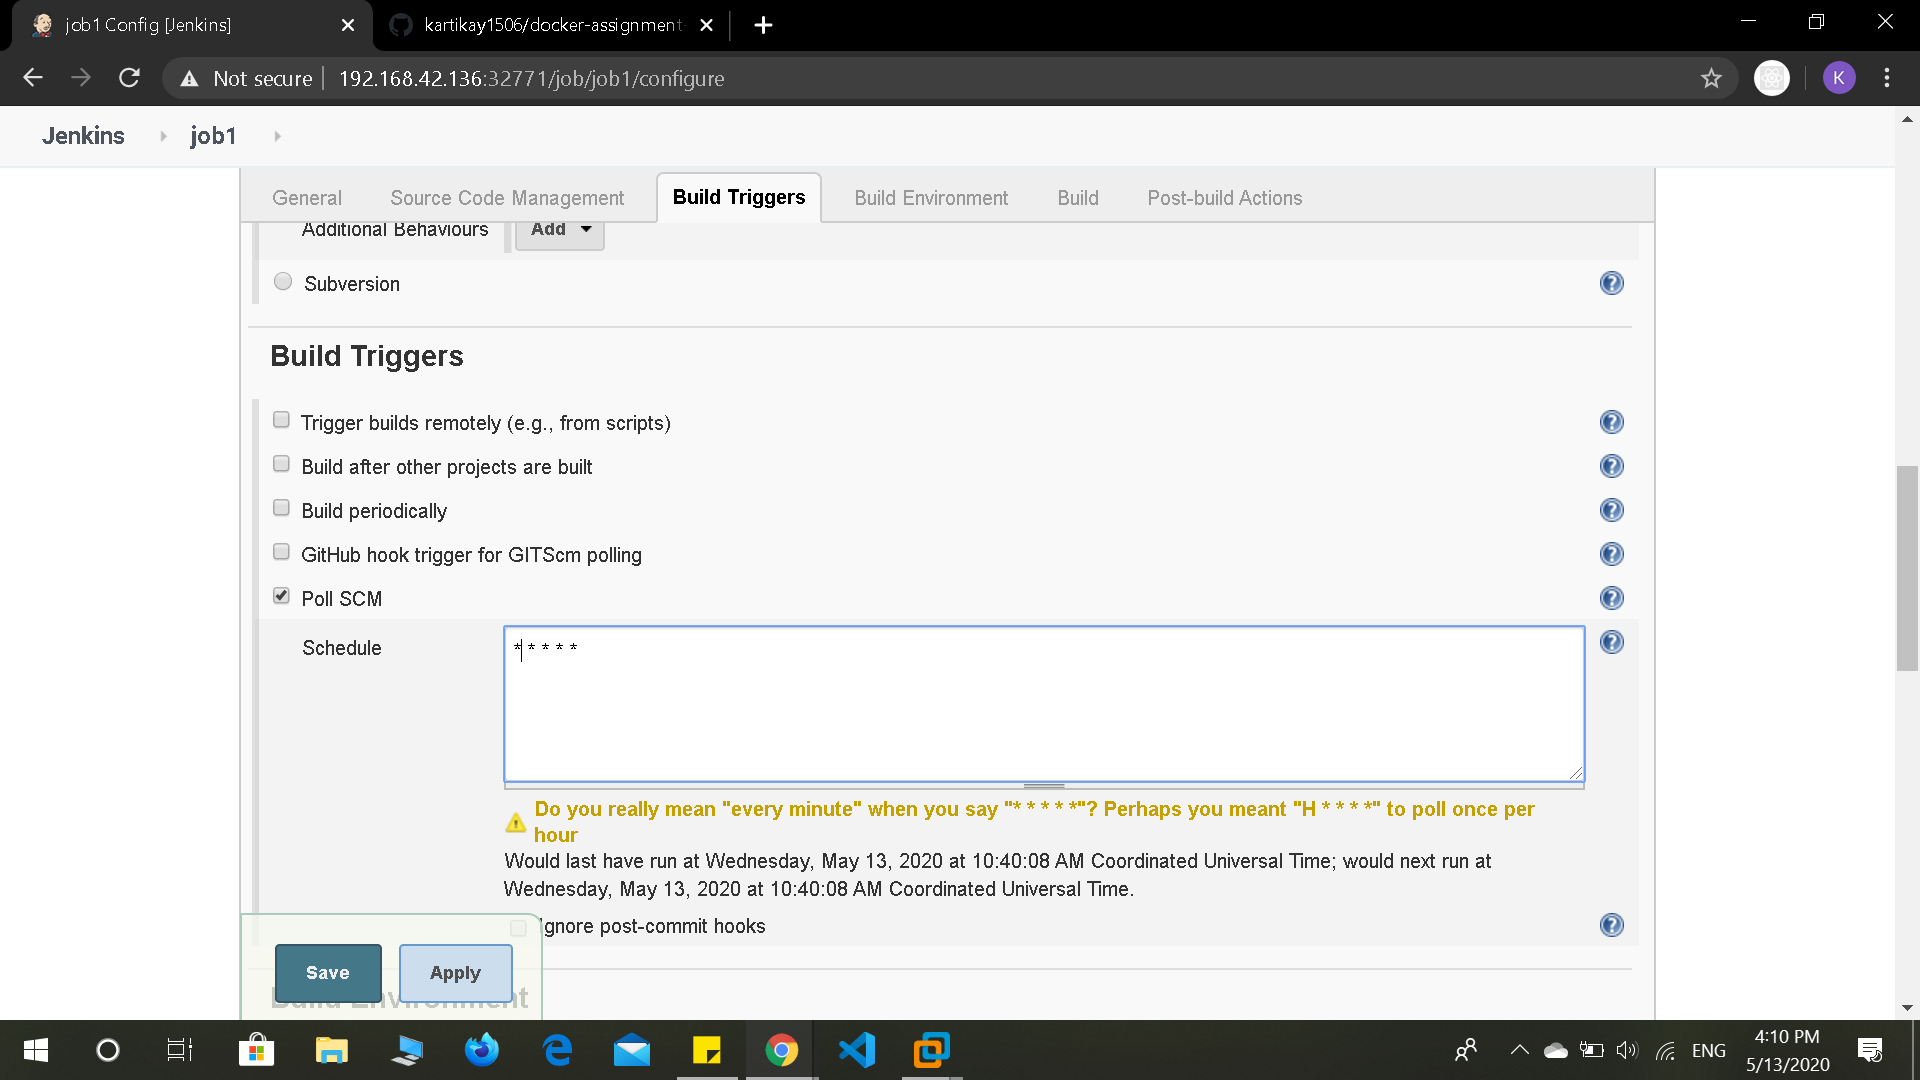 job1 Config [Jenkins]
kartikay1506/docker-assignment-
Not secure
192.168.42.136:32771/job/job1/configure
K
Jenkins
job1
General
Source Code Management
Build Triggers
Build Environment
Build
Post-build Actions
Additional Behaviours
Add
Subversion
Build Triggers
Trigger builds remotely (e.g., from scripts)
Build after other projects are built
Build periodically
GitHub hook trigger for GITScm polling
Poll SCM
Schedule
* * * * *
Do you really mean "every minute" when you say "* * * * *"? Perhaps you meant "H * * * *" to poll once per
hour
Would last have run at Wednesday, May 13, 2020 at 10:40:08 AM Coordinated Universal Time; would next run at
Wednesday, May 13, 2020 at 10:40:08 AM Coordinated Universal Time.
Ignore post-commit hooks
Save
Apply
Build Environment
ENG
4:10 PM
5/13/2020